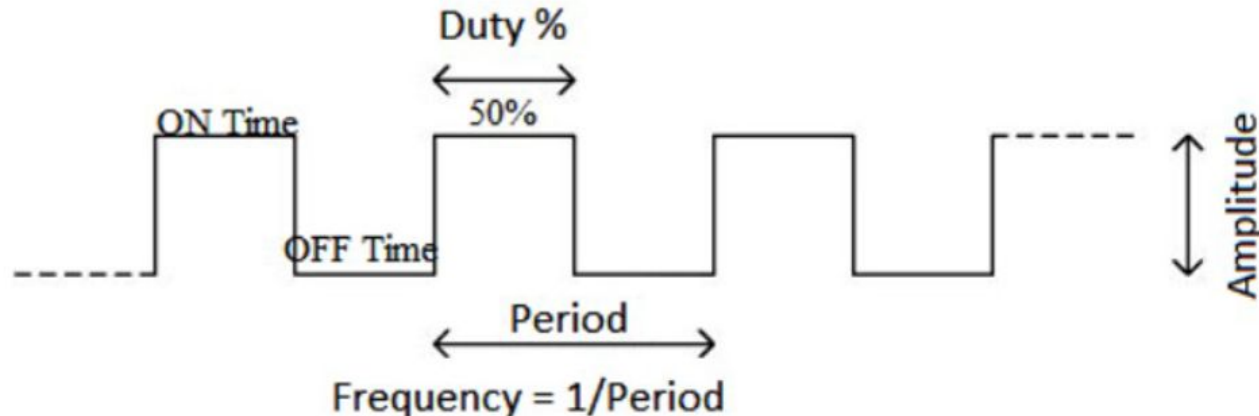 Duty %
50%
ON Time
OFF Time
Amplitude
Period
Frequency = 1/Period